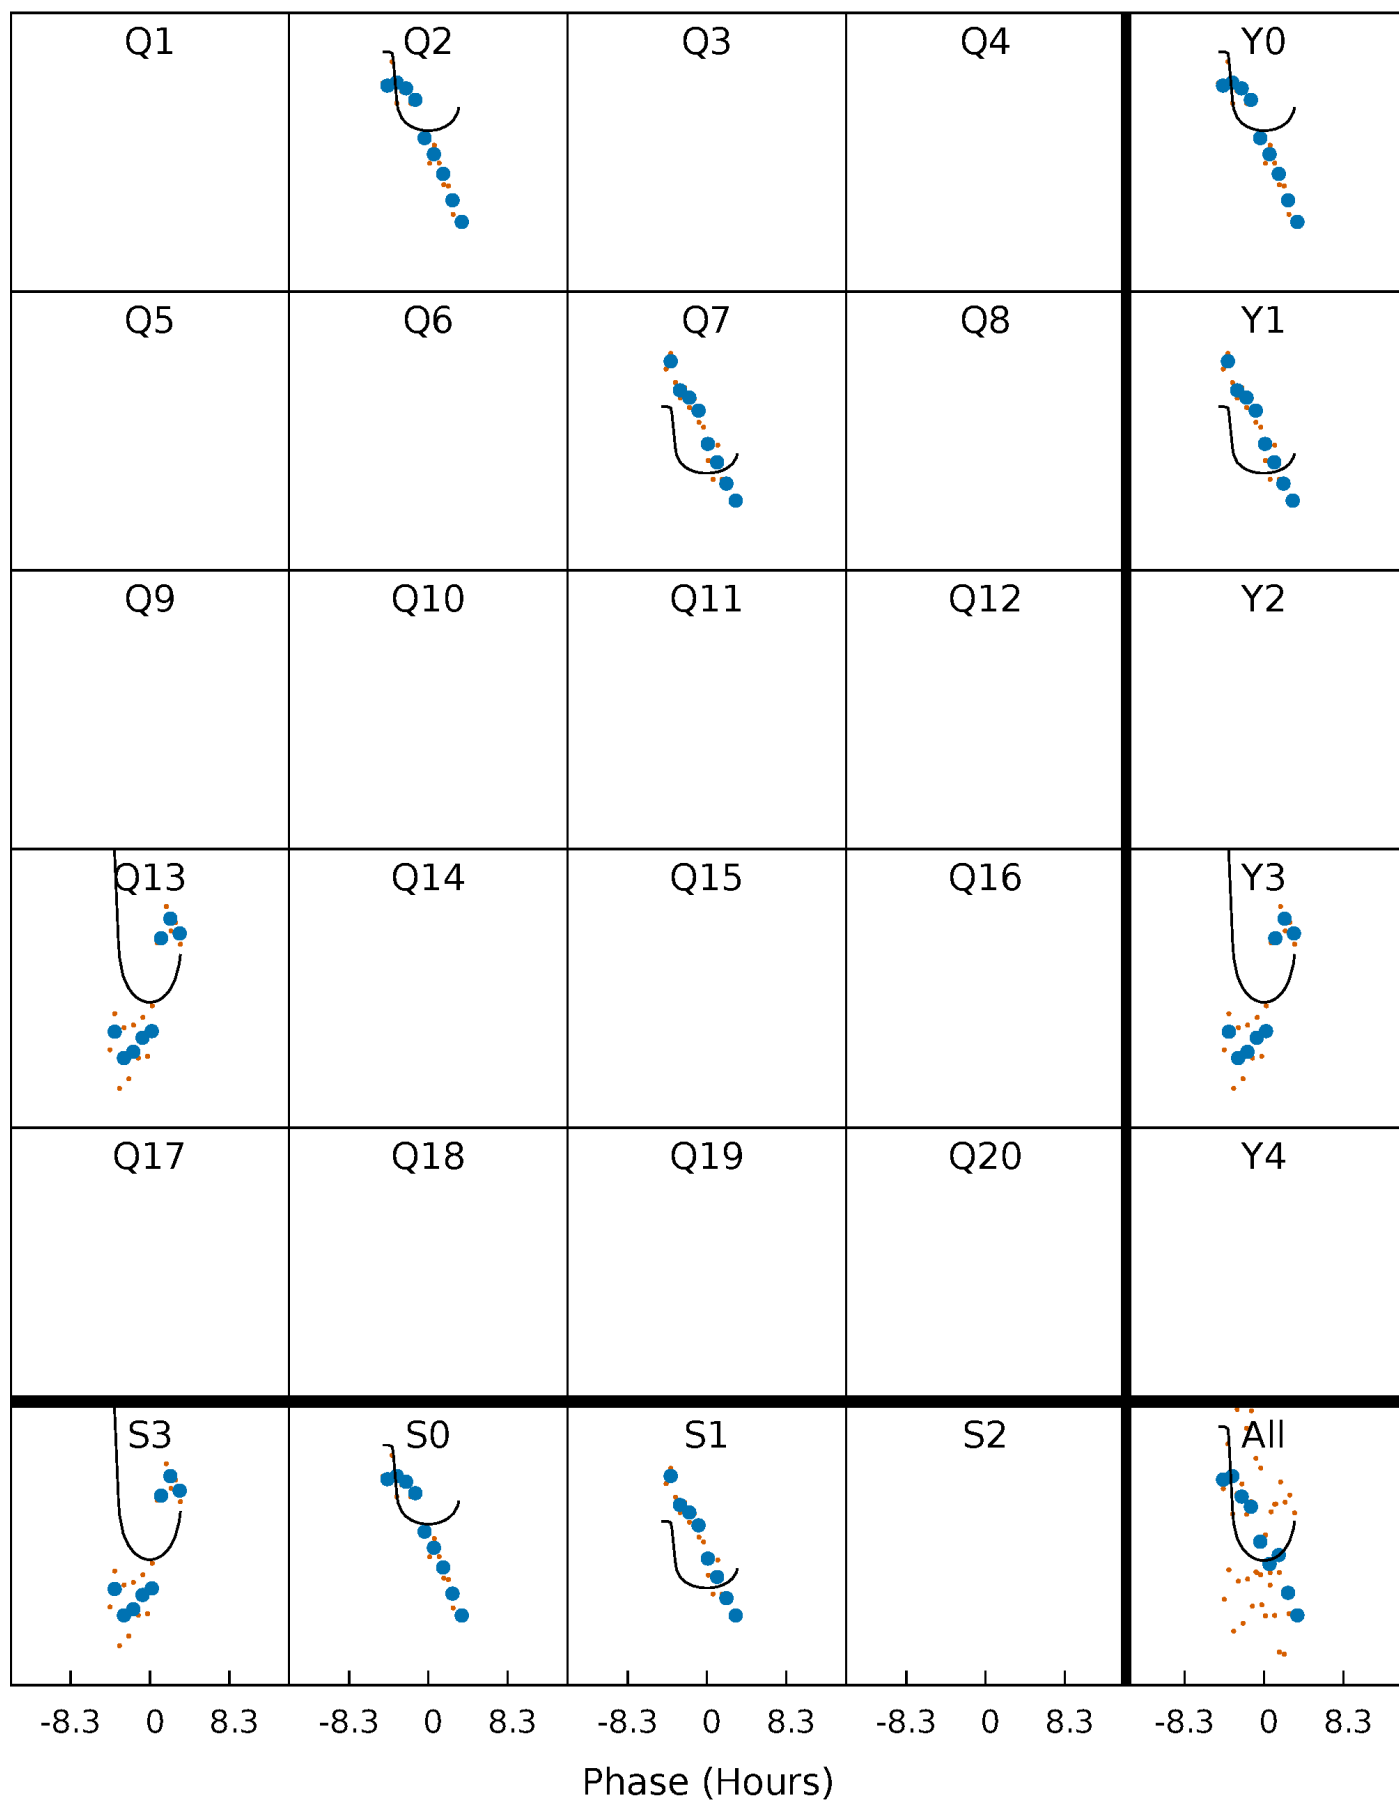 Q1 Q2 Q3 Q4 Y0
Q5 Q6 Q7 Q8 Y1
Q9 Q10 Q11 Q12 Y2
Q13 Q14 Q15 Q16 Y3
Q17 Q18 Q19 Q20 Y4
S3 S0 S1 S2 All
-8.3 0 8.3 -8.3 0 8.3 -8.3 0 8.3 -8.3 0 8.3 -8.3 0 8.3
Phase (Hours)